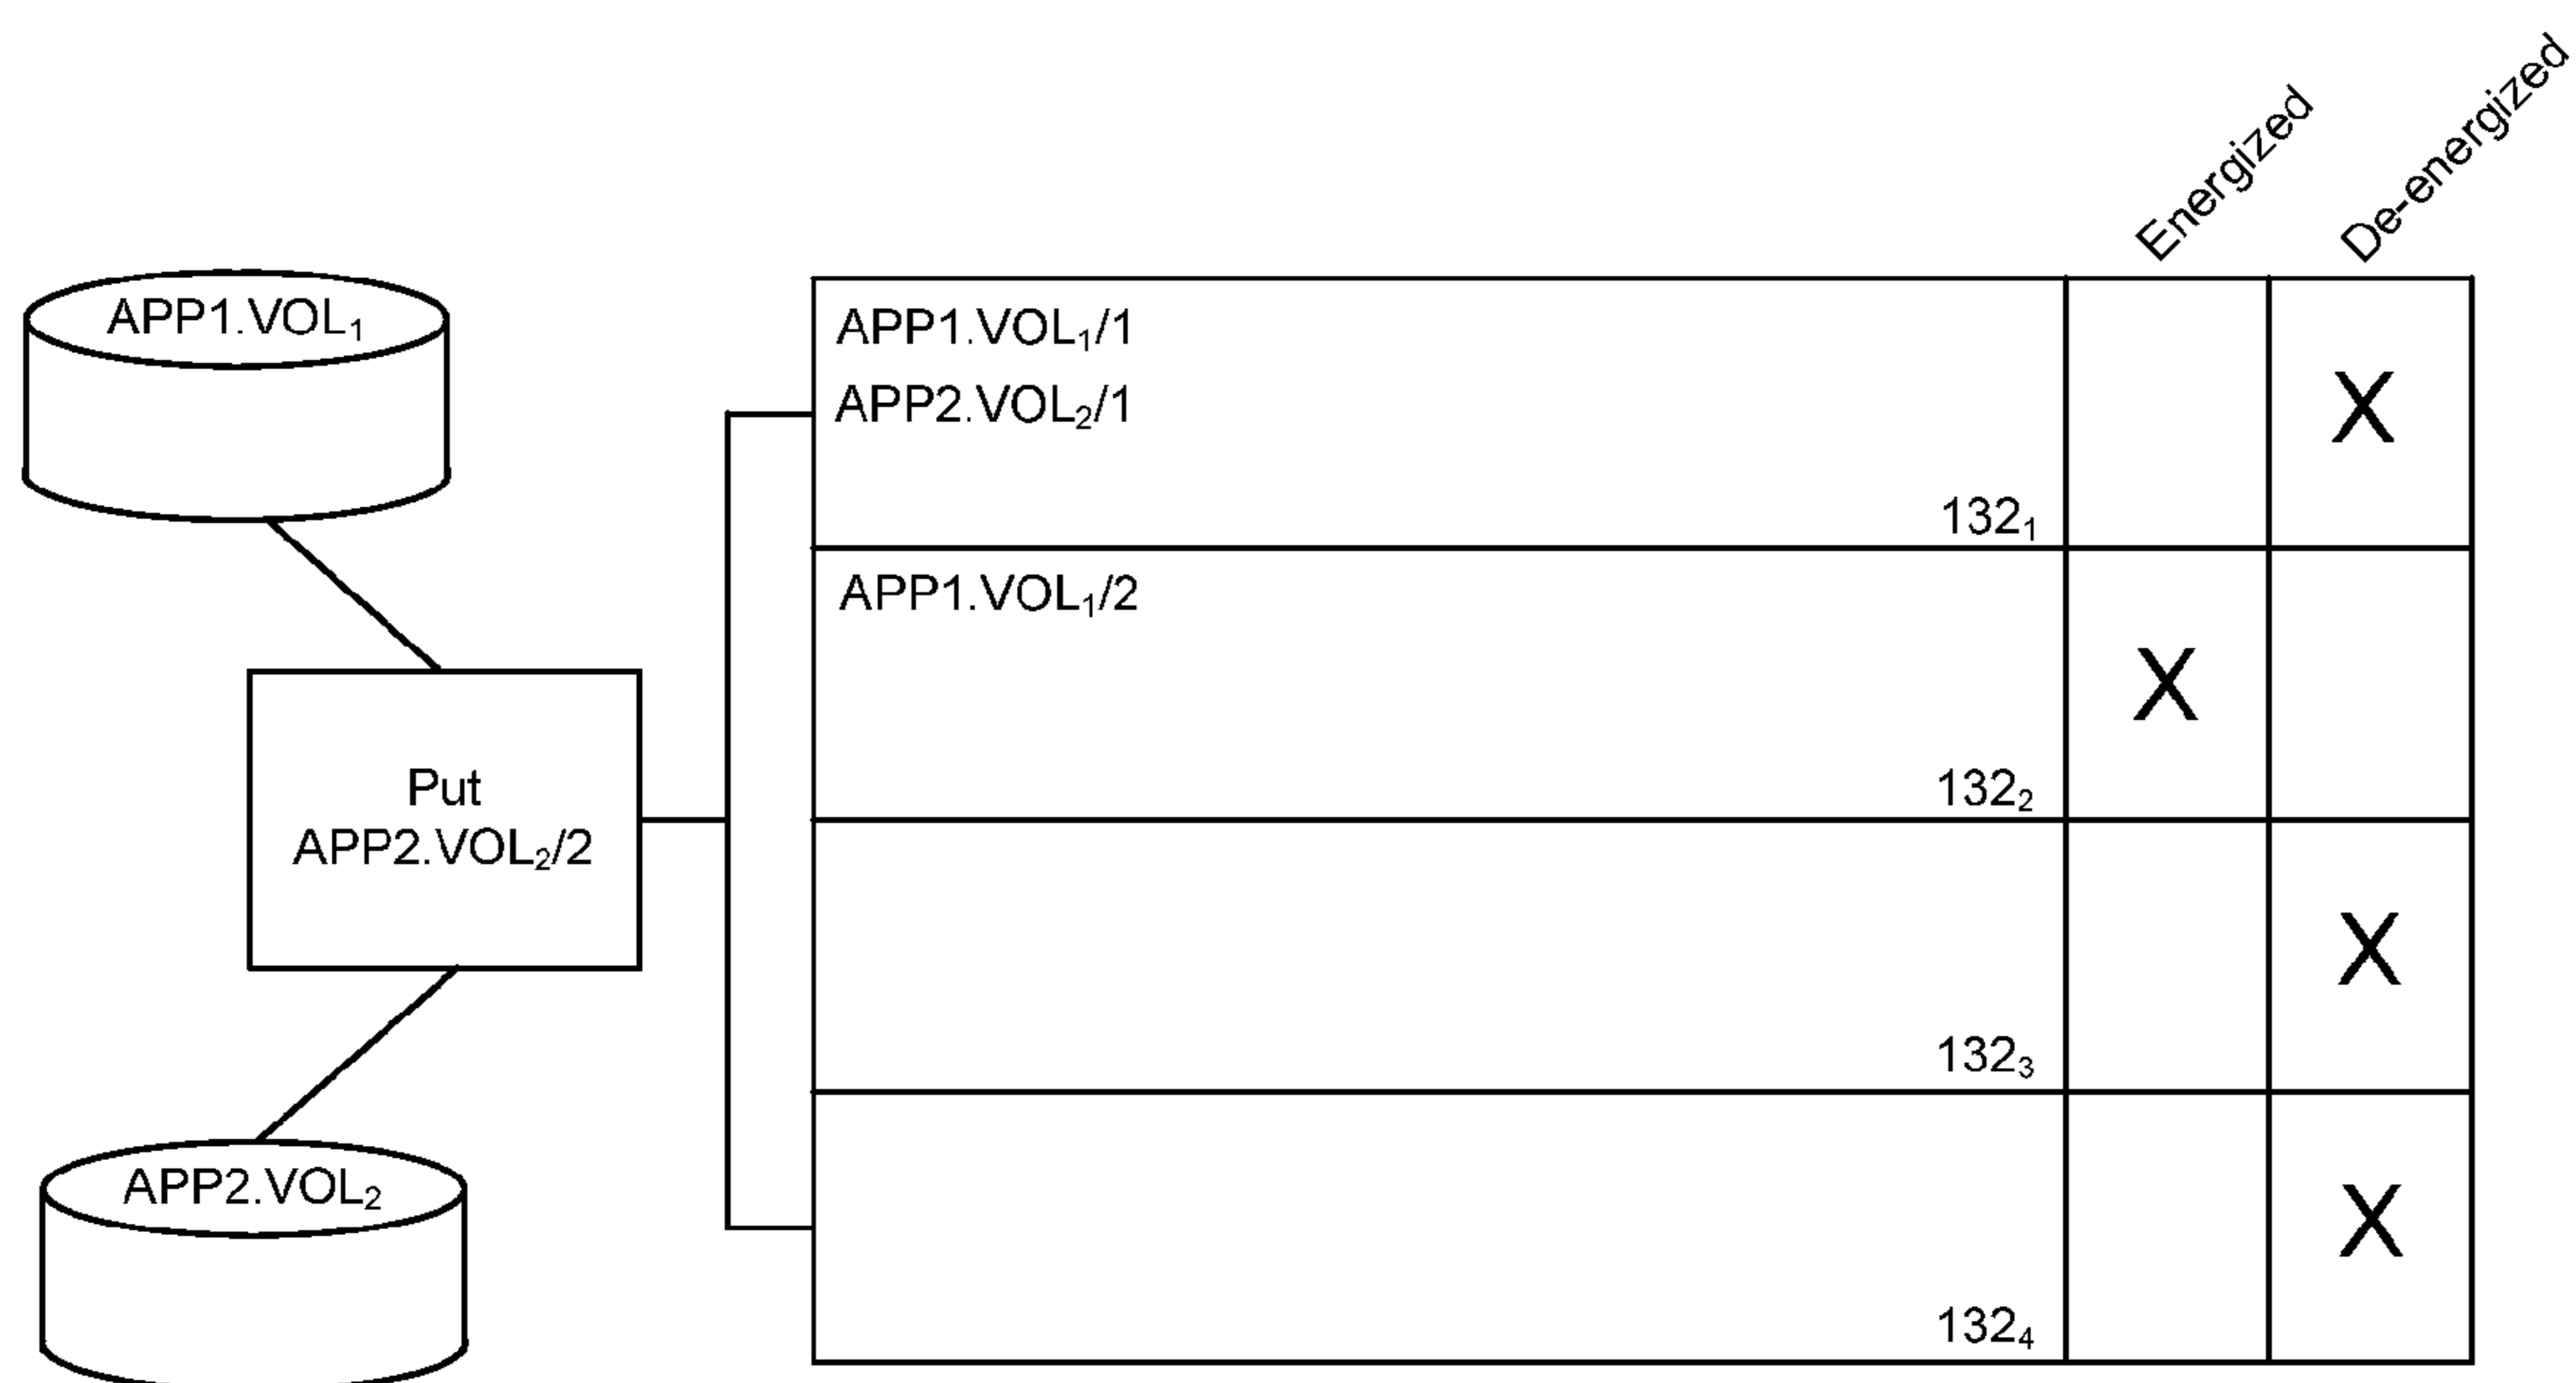 Energized
De-energized
APP1.VOL₁
APP1.VOL₁/1
APP2.VOL₂/1
132₁
APP1.VOL₁/2
132₂
Put
APP2.VOL₂/2
132₃
APP2.VOL₂
132₄
X
X
X
X